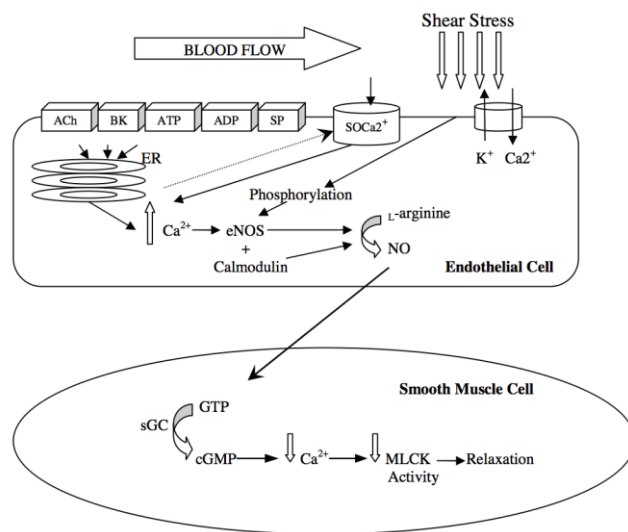 Shear Stress
BLOOD FLOW
ACh
BK
ATP
ADP
SP
SOCa2⁺
ER
K⁺
Ca2⁺
Phosphorylation
L-arginine
Ca²⁺
eNOS
+
NO
Calmodulin
Endothelial Cell
Smooth Muscle Cell
GTP
sGC
cGMP
Ca²⁺
MLCK
Relaxation
Activity